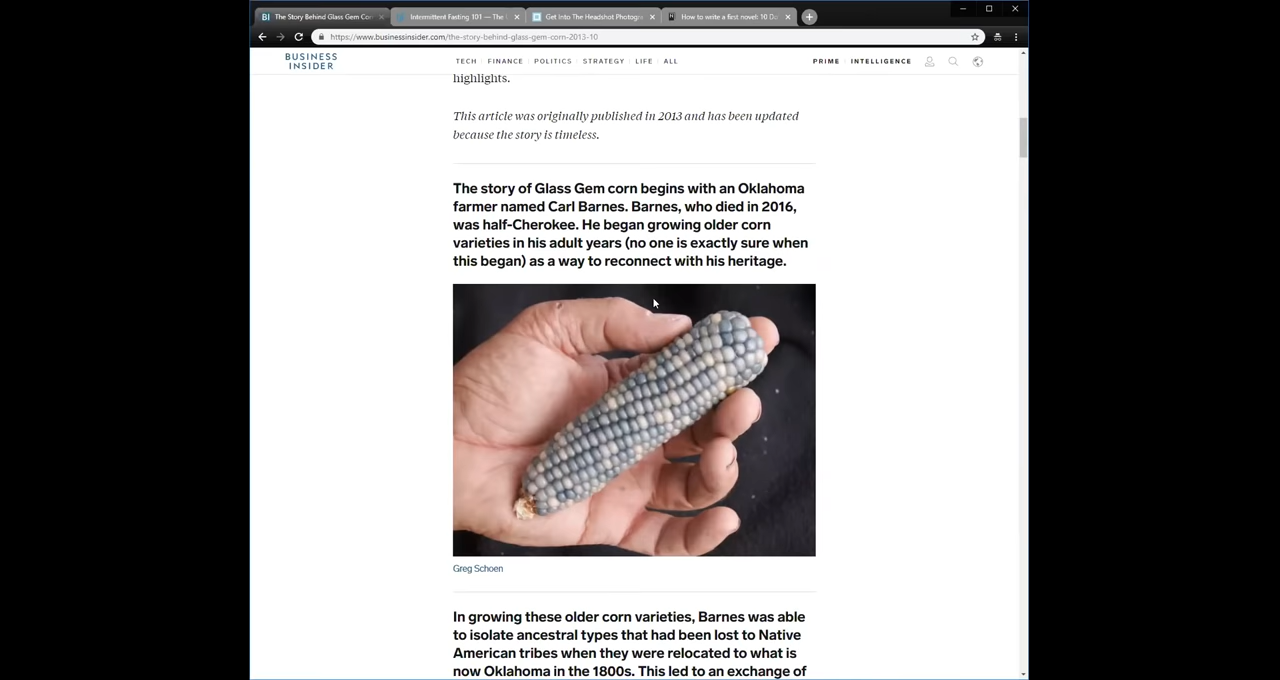 The Story Behind Glass Gem Cor
Intermittent Fasting 101 — The
Get Into The Headshot Photogra
How to write a first novel: 10 Do
https://www.businessinsider.com/the-story-behind-glass-gem-corn-2013-10
BUSINESS
INSIDER
TECH FINANCE POLITICS STRATEGY LIFE ALL
PRIME INTELLIGENCE
highlights.
This article was originally published in 2013 and has been updated
because the story is timeless.
The story of Glass Gem corn begins with an Oklahoma
farmer named Carl Barnes. Barnes, who died in 2016,
was half-Cherokee. He began growing older corn
varieties in his adult years (no one is exactly sure when
this began) as a way to reconnect with his heritage.
Greg Schoen
In growing these older corn varieties, Barnes was able
to isolate ancestral types that had been lost to Native
American tribes when they were relocated to what is
now Oklahoma in the 1800s. This led to an exchange of